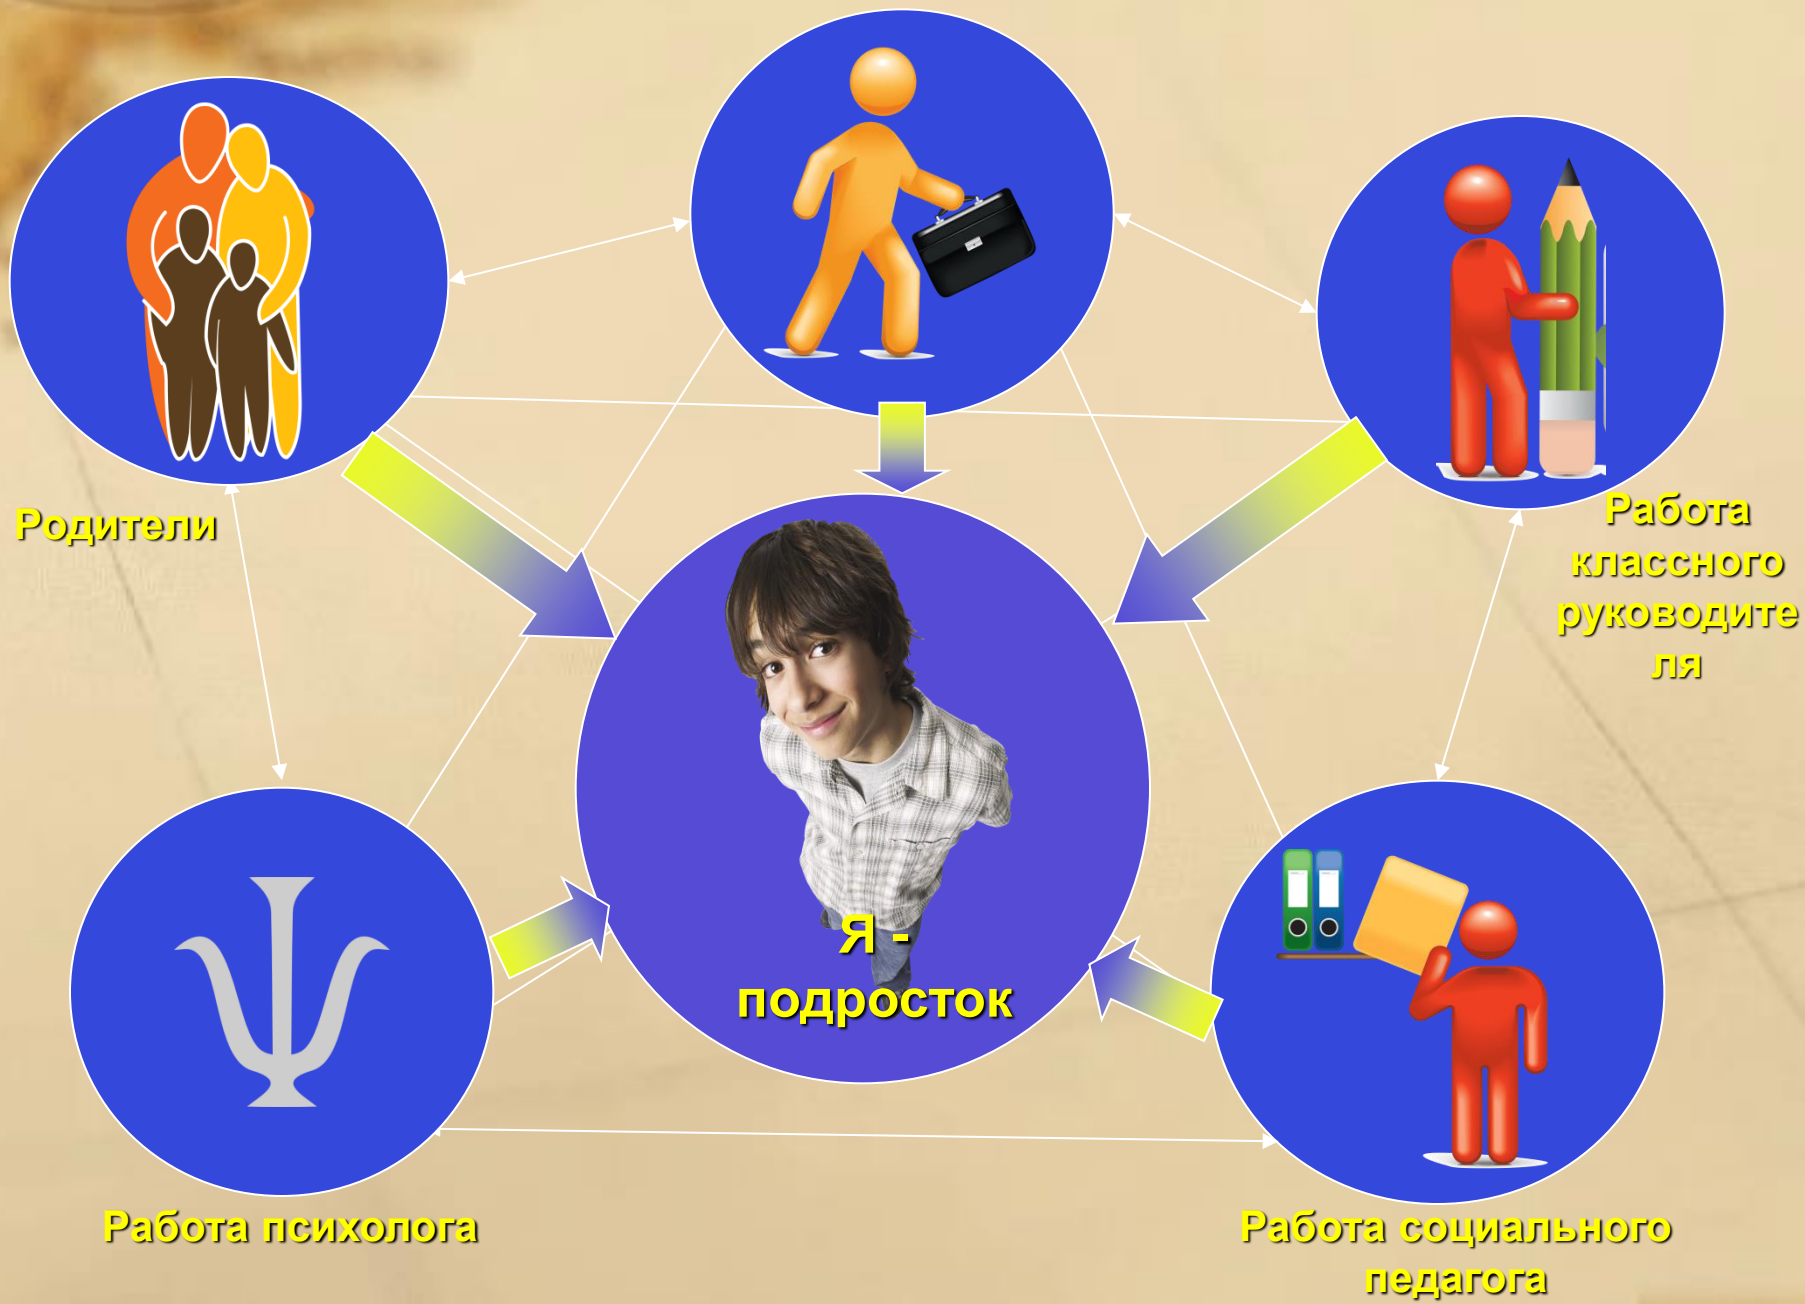 Родители
Работа
классного
руководите
ля
Я -
подросток
Работа психолога
Работа социального
педагога